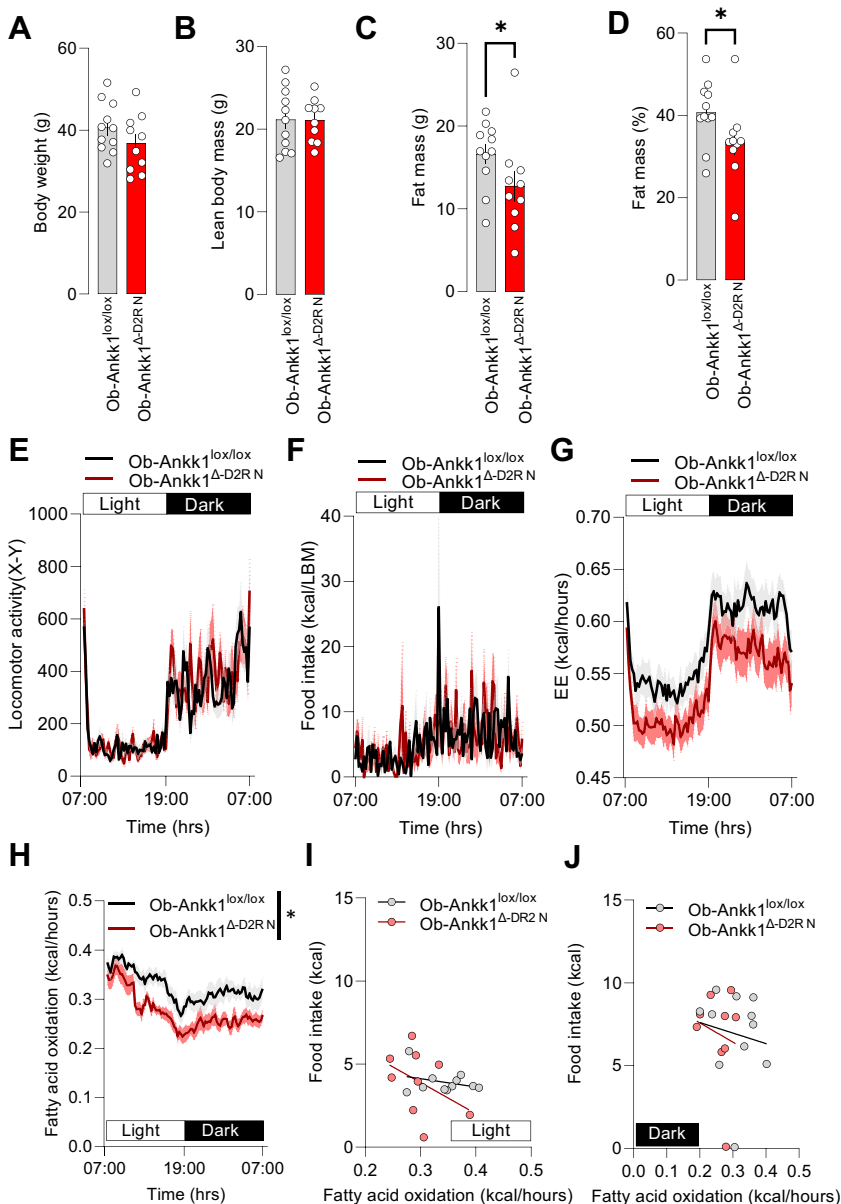 A
Body weight (g)
60
40
20
0
Ob-Ankk1lox/lox
Ob-Ankk1Δ-D2R N
B
Lean body mass (g)
30
20
10
0
Ob-Ankk1lox/lox
Ob-Ankk1Δ-D2R N
C
*
Fat mass (g)
30
20
10
0
Ob-Ankk1lox/lox
Ob-Ankk1Δ-D2R N
D
*
Fat mass (%)
60
40
20
0
Ob-Ankk1lox/lox
Ob-Ankk1Δ-D2R N
E
Ob-Ankk1lox/lox
Ob-Ankk1Δ-D2R N
Light Dark
Locomotor activity(X-Y)
1000
800
600
400
200
0
07:00 19:00 07:00
Time (hrs)
F
Ob-Ankk1lox/lox
Ob-Ankk1Δ-D2R N
Light Dark
Food intake (kcal/LBM)
40
30
20
10
0
07:00 19:00 07:00
Time (hrs)
G
Ob-Ankk1lox/lox
Ob-Ankk1Δ-D2R N
Light Dark
EE (kcal/hours)
0.70
0.65
0.60
0.55
0.50
0.45
07:00 19:00 07:00
Time (hrs)
H
Ob-Ankk1lox/lox
Ob-Ankk1Δ-D2R N
*
Fatty acid oxidation (kcal/hours)
0.5
0.4
0.3
0.2
0.1
0.0
Light Dark
07:00 19:00 07:00
Time (hrs)
I
Ob-Ankk1lox/lox
Ob-Ankk1Δ-DR2 N
Food intake (kcal)
15
10
5
0
Light
0.2 0.3 0.4 0.5
Fatty acid oxidation (kcal/hours)
J
Ob-Ankk1lox/lox
Ob-Ankk1Δ-D2R N
Food intake (kcal)
15
10
5
0
Dark
0.0 0.1 0.2 0.3 0.4 0.5
Fatty acid oxidation (kcal/hours)